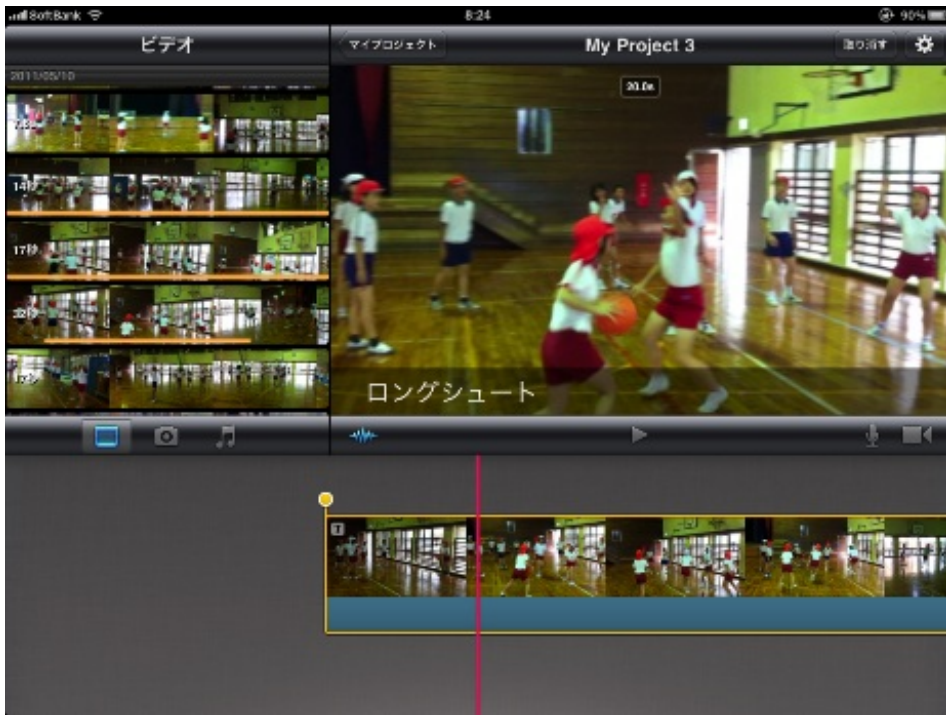 SoftBank
8:24
90%
ビデオ
マイプロジェクト
My Project 3
取り消す
2011/05/10
20.0s
14秒
17秒
32秒
ロングシュート
T